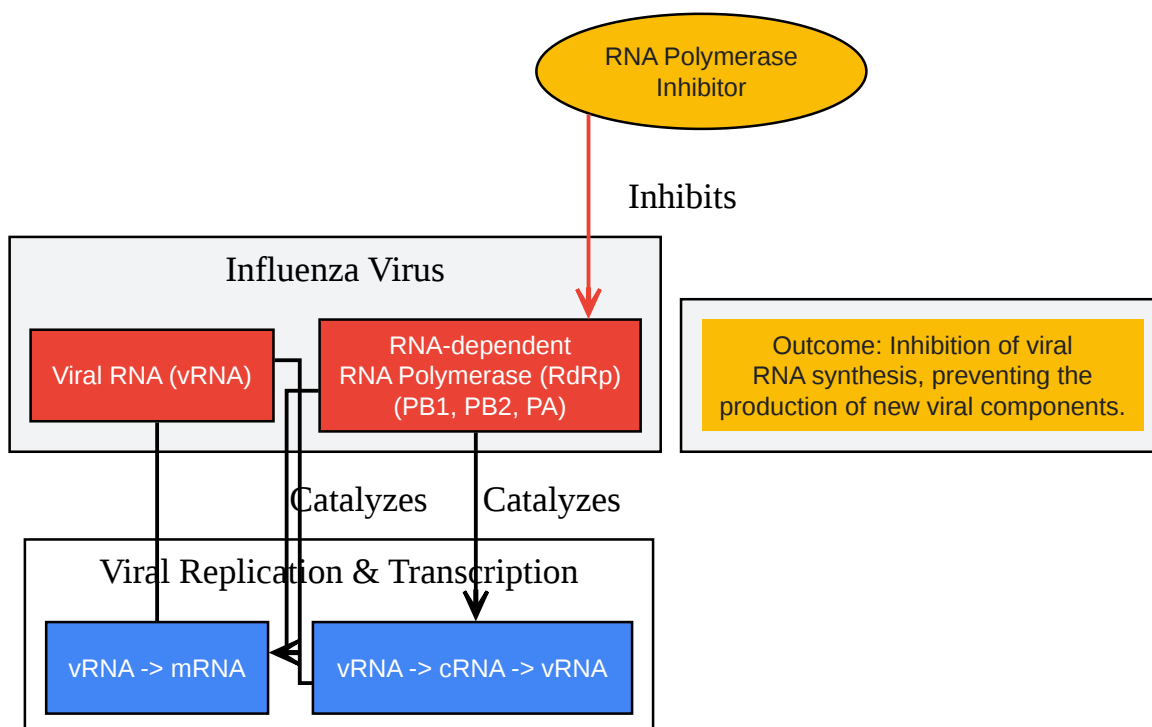 RNA Polymerase
Inhibitor
Inhibits
Influenza Virus
Viral RNA (vRNA)
RNA-dependent
RNA Polymerase (RdRp)
(PB1, PB2, PA)
Outcome: Inhibition of viral
RNA synthesis, preventing the
production of new viral components.
Catalyzes
Catalyzes
Viral Replication & Transcription
vRNA -> mRNA
vRNA -> cRNA -> vRNA